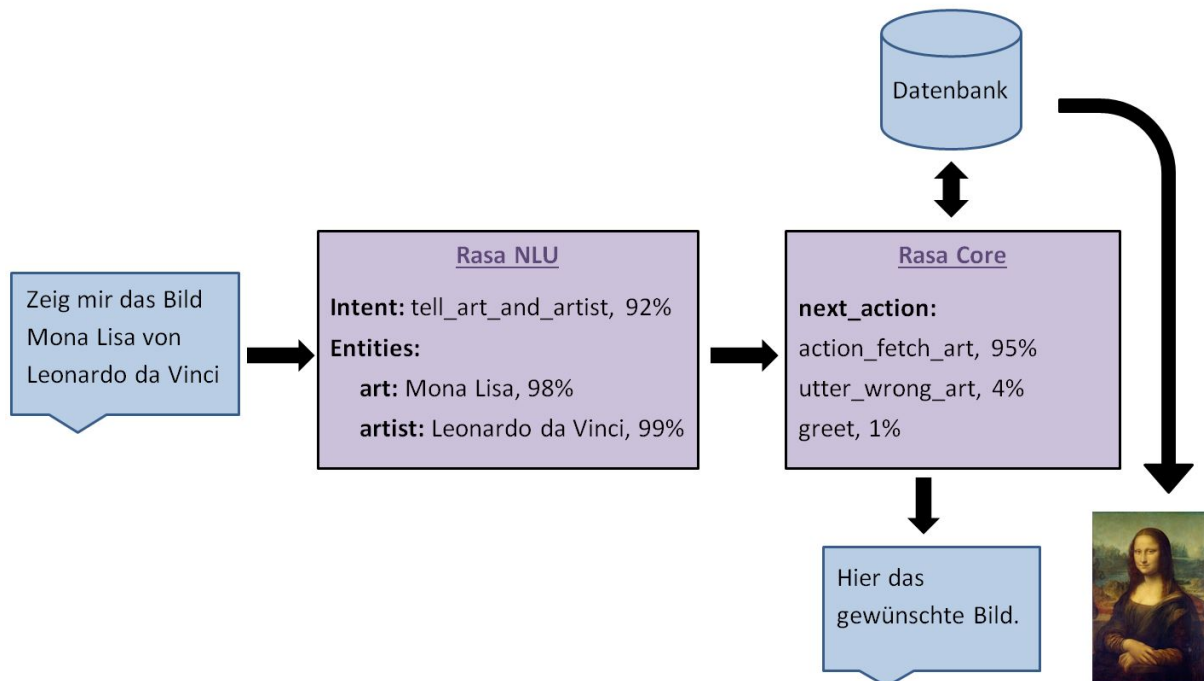 Datenbank
Zeig mir das Bild
Mona Lisa von
Leonardo da Vinci
Rasa NLU
Intent: tell_art_and_artist, 92%
Entities:
art: Mona Lisa, 98%
artist: Leonardo da Vinci, 99%
Rasa Core
next_action:
action_fetch_art, 95%
utter_wrong_art, 4%
greet, 1%
Hier das
gewünschte Bild.